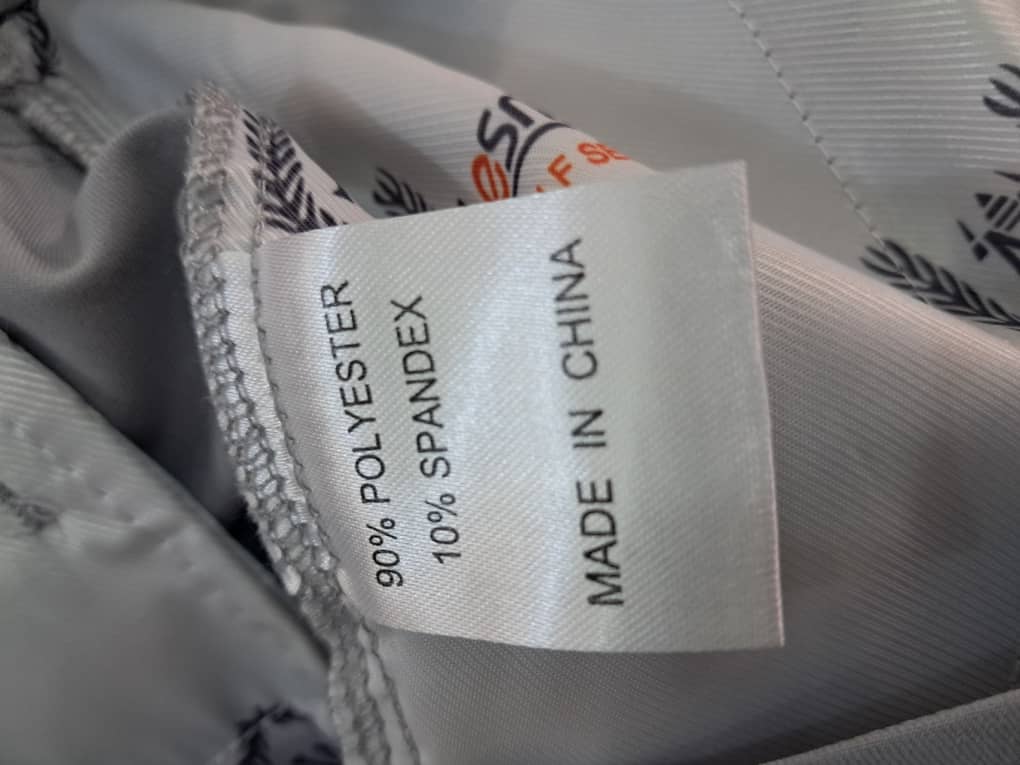 90% POLYESTER
10% SPANDEX
MADE IN CHINA